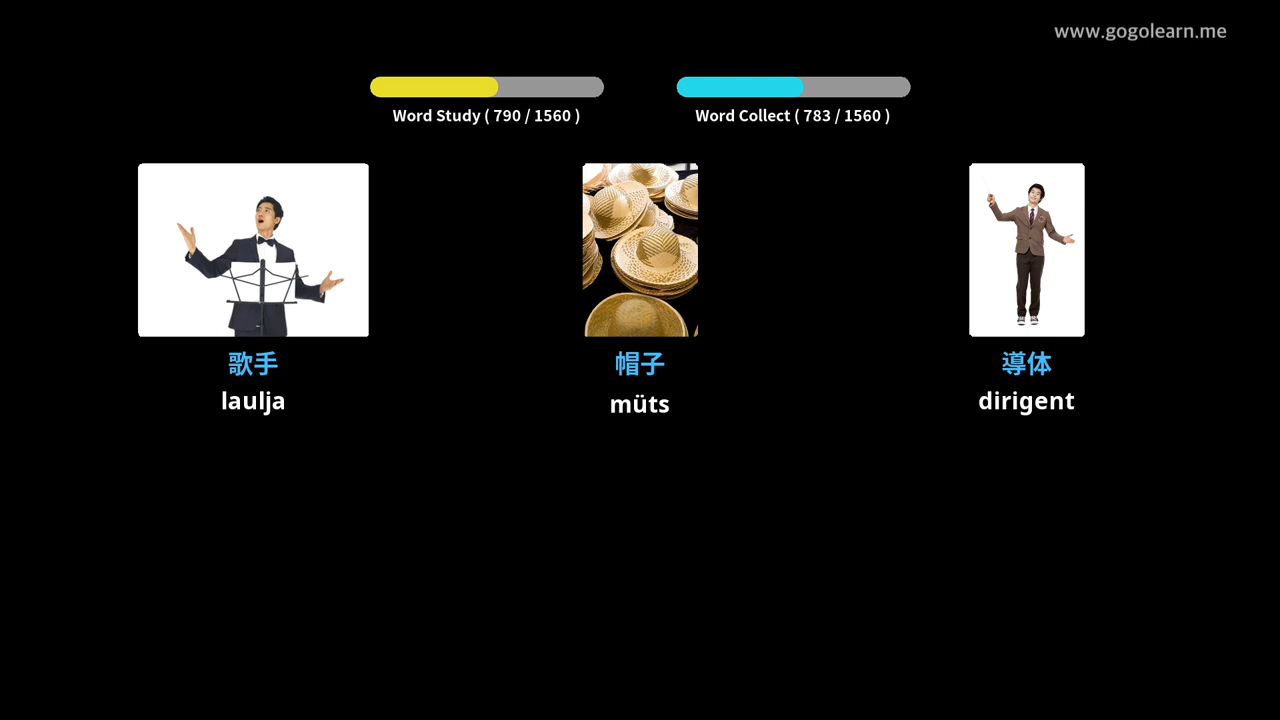 www.gogolearn.me
Word Study ( 790 / 1560 )
Word Collect ( 783 / 1560 )
歌手
帽子
導体
laulja
müts
dirigent